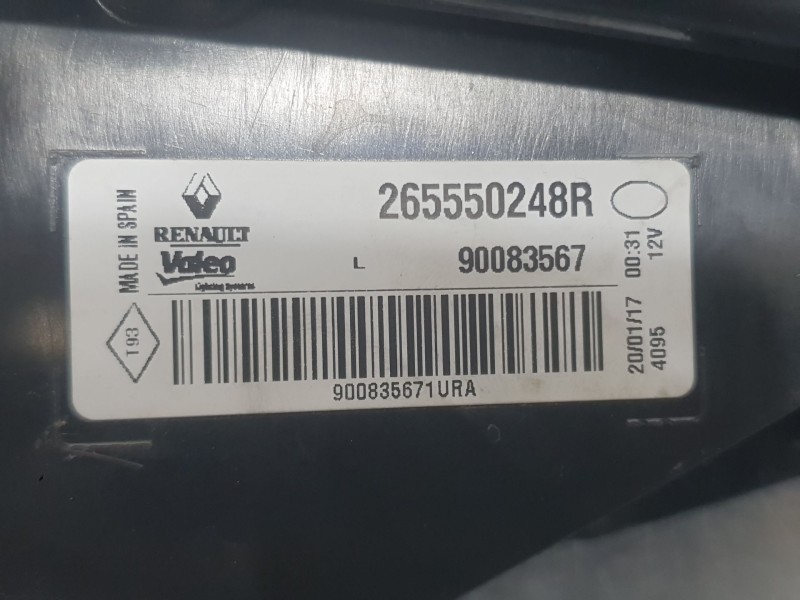 MADE IN SPAIN
T93
RENAULT
Valeo
Lighting Systems
265550248R
L
90083567
900835671URA
20/01/17 00:31
4095 12V